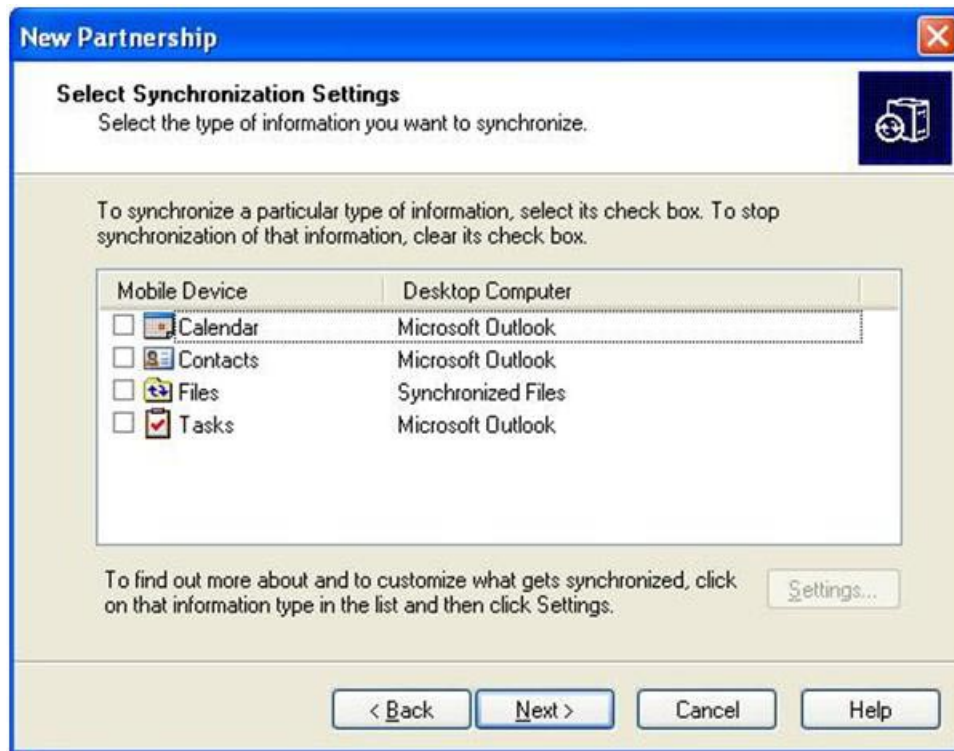 New Partnership
Select Synchronization Settings
Select the type of information you want to synchronize.
To synchronize a particular type of information, select its check box. To stop
synchronization of that information, clear its check box.
Mobile Device Desktop Computer
Calendar Microsoft Outlook
Contacts Microsoft Outlook
Files Synchronized Files
Tasks Microsoft Outlook
To find out more about and to customize what gets synchronized, click
on that information type in the list and then click Settings.
Settings...
< Back Next > Cancel Help